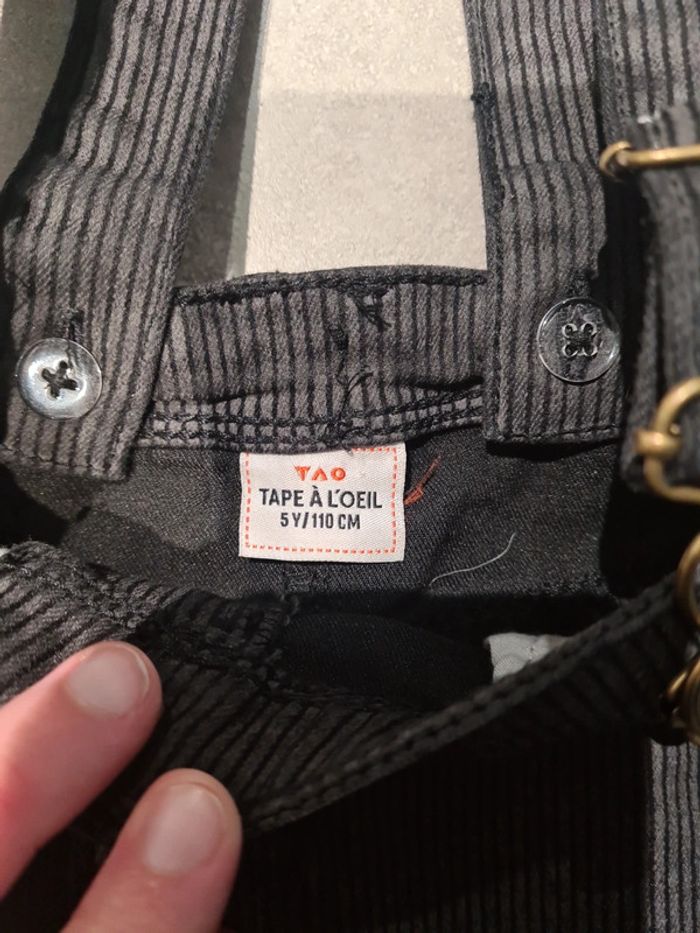 TAO
TAPE À L'OEIL
5 Y/110 CM